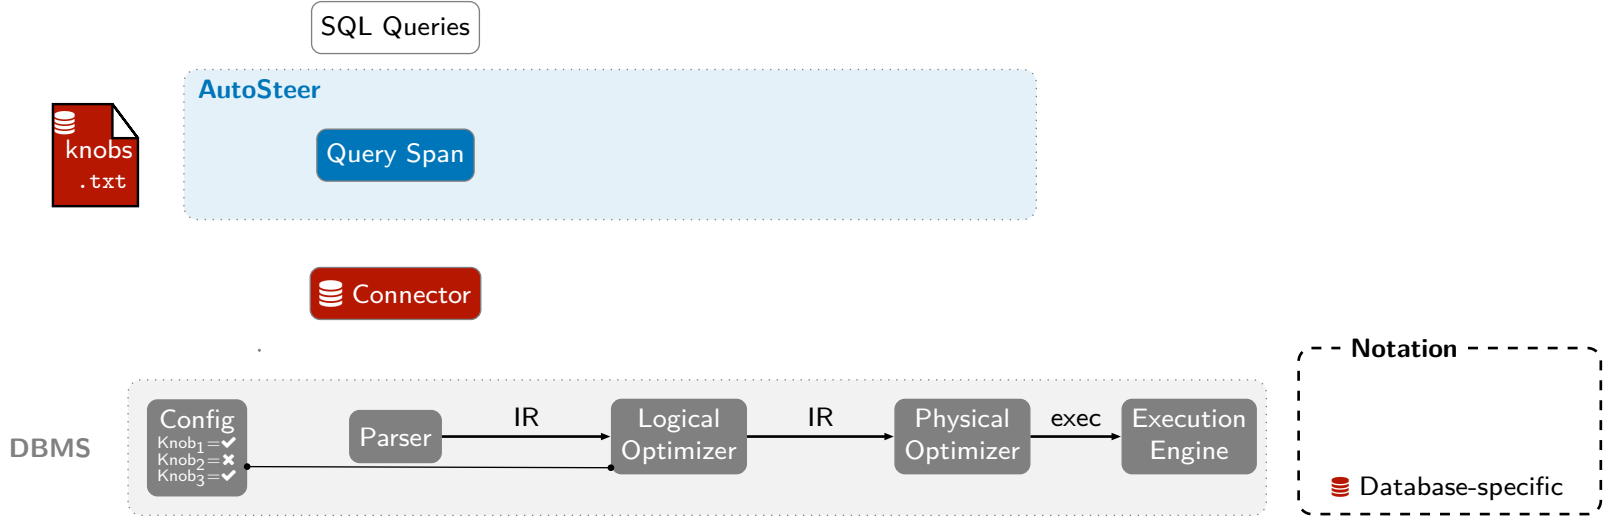 SQL Queries
AutoSteer
knobs
.txt
Query Span
Connector
DBMS
Config
Knob1=✔
Knob2=✖
Knob3=✔
Parser
IR
Logical
Optimizer
IR
Physical
Optimizer
exec
Execution
Engine
Notation
Database-specific